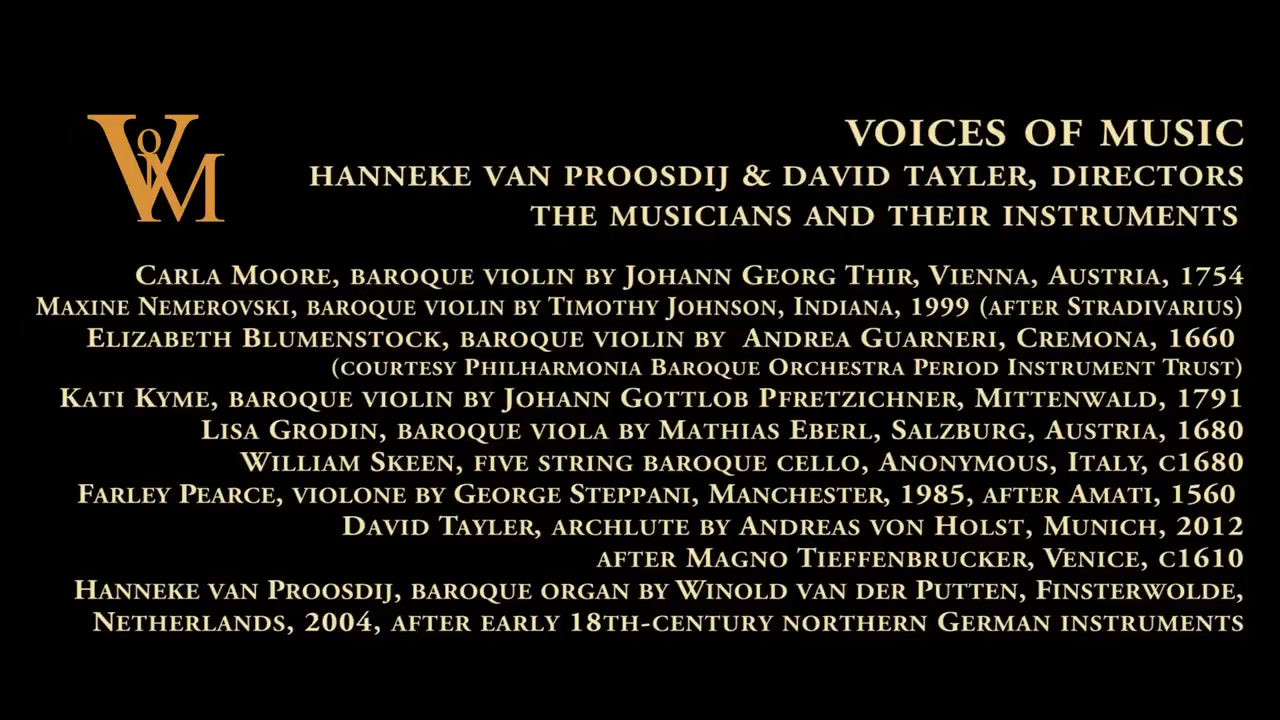 VoM
VOICES OF MUSIC
HANNEKE VAN PROOSDIJ & DAVID TAYLER, DIRECTORS
THE MUSICIANS AND THEIR INSTRUMENTS
CARLA MOORE, BAROQUE VIOLIN BY JOHANN GEORG THIR, VIENNA, AUSTRIA, 1754
MAXINE NEMEROVSKI, BAROQUE VIOLIN BY TIMOTHY JOHNSON, INDIANA, 1999 (AFTER STRADIVARIUS)
ELIZABETH BLUMENSTOCK, BAROQUE VIOLIN BY ANDREA GUARNERI, CREMONA, 1660
(COURTESY PHILHARMONIA BAROQUE ORCHESTRA PERIOD INSTRUMENT TRUST)
KATI KYME, BAROQUE VIOLIN BY JOHANN GOTTLOB PFRETZICHNER, MITTENWALD, 1791
LISA GRODIN, BAROQUE VIOLA BY MATHIAS EBERL, SALZBURG, AUSTRIA, 1680
WILLIAM SKEEN, FIVE STRING BAROQUE CELLO, ANONYMOUS, ITALY, C1680
FARLEY PEARCE, VIOLONE BY GEORGE STEPPANI, MANCHESTER, 1985, AFTER AMATI, 1560
DAVID TAYLER, ARCHLUTE BY ANDREAS VON HOLST, MUNICH, 2012
AFTER MAGNO TIEFFENBRUCKER, VENICE, C1610
HANNEKE VAN PROOSDIJ, BAROQUE ORGAN BY WINOLD VAN DER PUTTEN, FINSTERWOLDE,
NETHERLANDS, 2004, AFTER EARLY 18TH-CENTURY NORTHERN GERMAN INSTRUMENTS